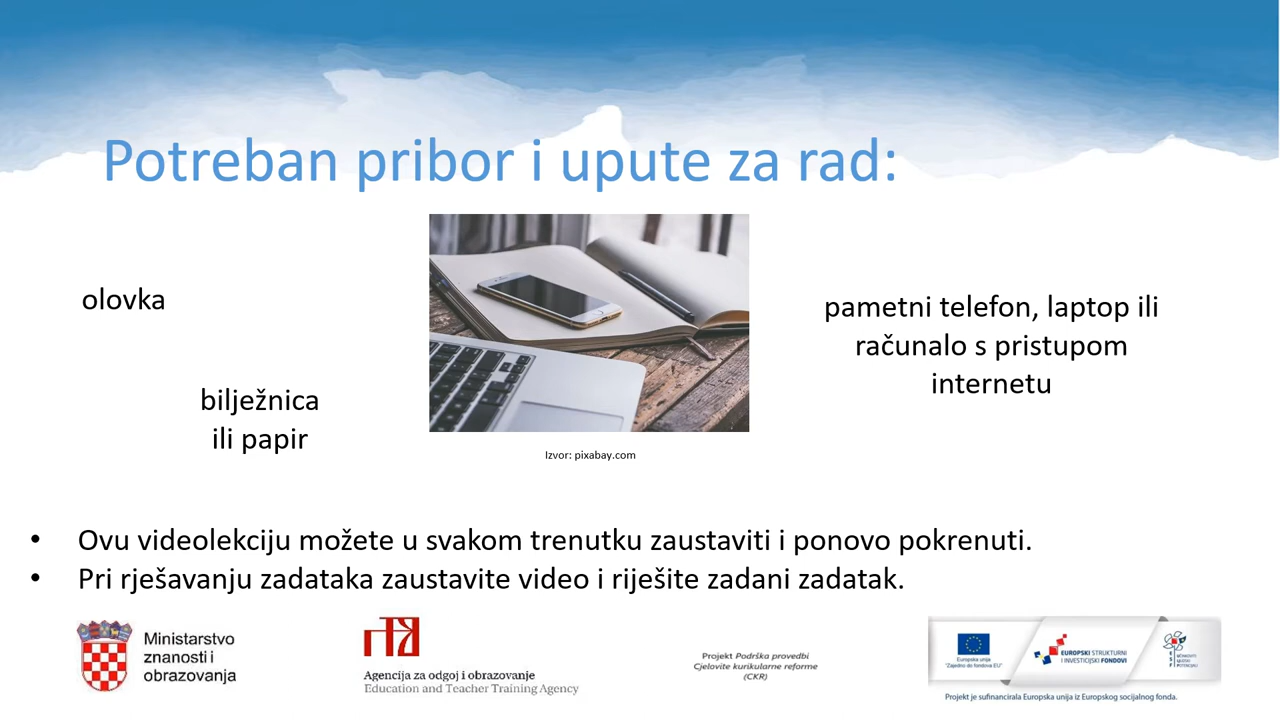 Potreban pribor i upute za rad:
olovka
bilježnica
ili papir
pametni telefon, laptop ili
računalo s pristupom
internetu
Izvor: pixabay.com
• Ovu videolekciju možete u svakom trenutku zaustaviti i ponovo pokrenuti.
• Pri rješavanju zadataka zaustavite video i riješite zadani zadatak.
Ministarstvo
znanosti i
obrazovanja
Agencija za odgoj i obrazovanje
Education and Teacher Training Agency
Projekt Podrška provedbi
Cjelovite kurikularne reforme
(CKR)
Europska unija
"Zajedno do fondova EU"
EUROPSKI STRUKTURNI
I INVESTICIJSKI FONDOVI
Projekt je sufinancirala Europska unija iz Europskog socijalnog fonda.